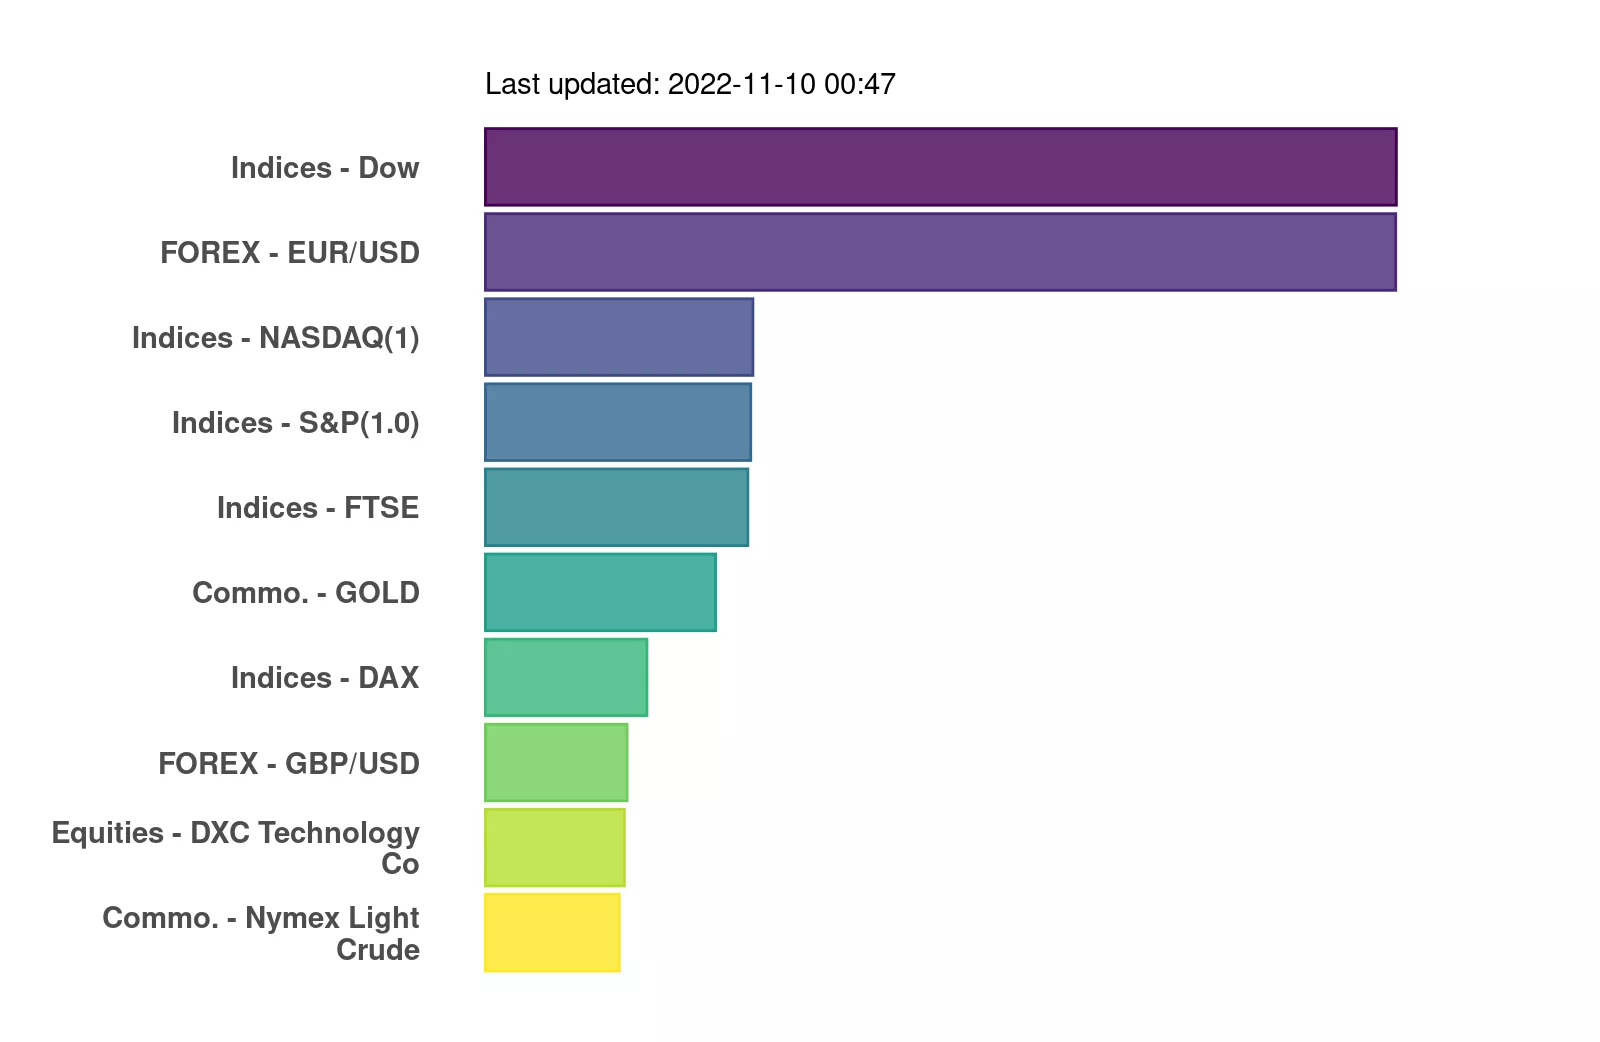 Last updated: 2022-11-10 00:47
Indices - Dow
FOREX - EUR/USD
Indices - NASDAQ(1)
Indices - S&P(1.0)
Indices - FTSE
Commo. - GOLD
Indices - DAX
FOREX - GBP/USD
Equities - DXC Technology
Co
Commo. - Nymex Light
Crude